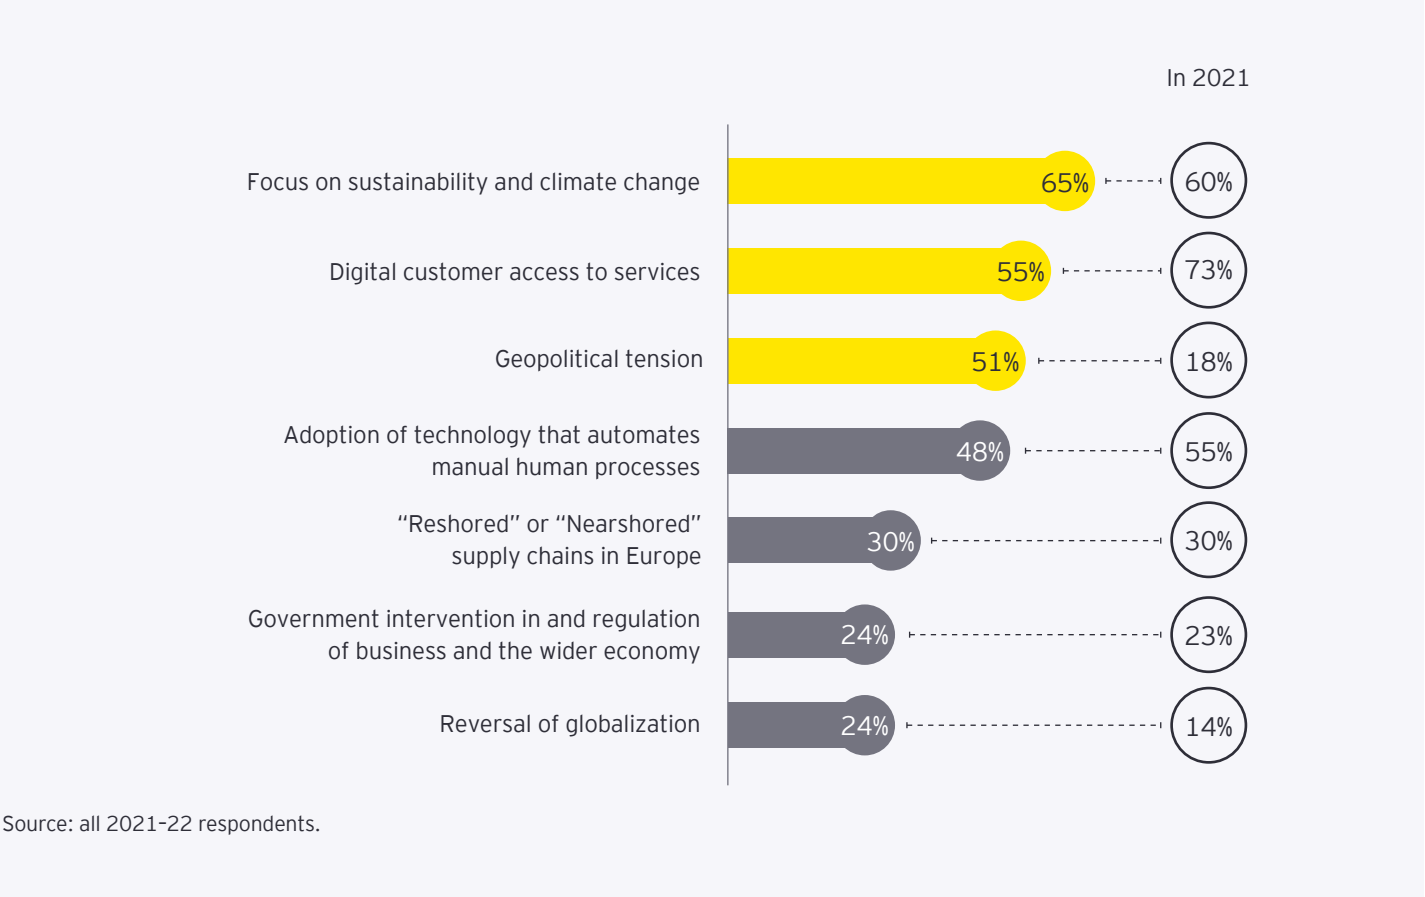 In 2021
Focus on sustainability and climate change
65%
60%
Digital customer access to services
55%
73%
Geopolitical tension
51%
18%
Adoption of technology that automates
manual human processes
48%
55%
“Reshored” or “Nearshored”
supply chains in Europe
30%
30%
Government intervention in and regulation
of business and the wider economy
24%
23%
Reversal of globalization
24%
14%
Source: all 2021–22 respondents.